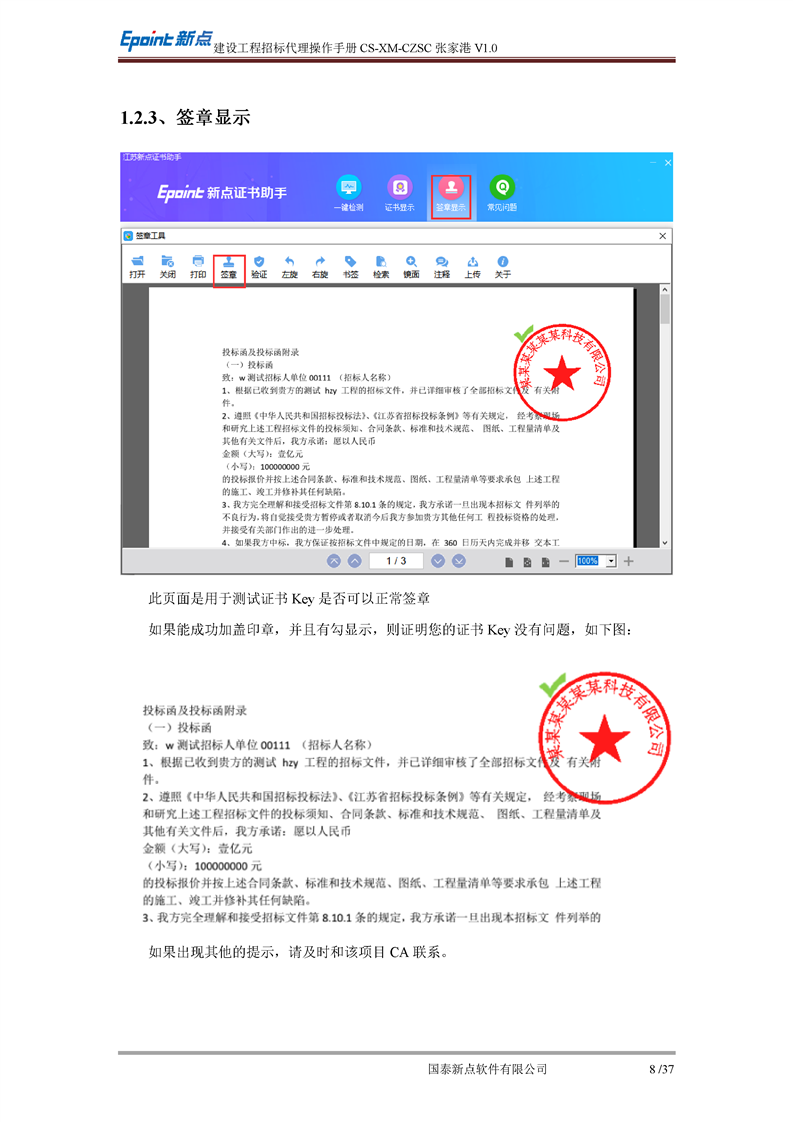 Epoint 新点 建设工程招标代理操作手册 CS-XM-CZSC 张家港 V1.0
1.2.3、签章显示
江苏新点证书助手
Epoint 新点证书助手
一键检测 证书显示 签章显示 常见问题
签章工具
打开 关闭 打印 签章 验证 左旋 右旋 书签 检索 镜面 注释 上传 关于
某某某某某科技有限公司
投标函及投标函附录
（一）投标函
致：w 测试招标人单位 00111 （招标人名称）
1、根据已收到贵方的测试 hzy 工程的招标文件，并已详细审核了全部招标文件及 有关附
件。
2、遵照《中华人民共和国招标投标法》、《江苏省招标投标条例》等有关规定， 经考察现场
和研究上述工程招标文件的投标须知、合同条款、标准和技术规范、 图纸、工程量清单及
其他有关文件后，我方承诺：愿以人民币
金额（大写）：壹亿元
（小写）：100000000 元
的投标报价并按上述合同条款、标准和技术规范、图纸、工程量清单等要求承包 上述工程
的施工、竣工并修补其任何缺陷。
3、我方完全理解和接受招标文件第 8.10.1 条的规定，我方承诺一旦出现本招标文 件列举的
不良行为，将自觉接受贵方暂停或者取消今后我方参加贵方其他任何工 程投标资格的处理，
并接受有关部门作出的进一步处理。
4、如果我方中标，我方保证按招标文件中规定的日期，在 360 日历天内完成并移 交本工
1 / 3 100%
此页面是用于测试证书 Key 是否可以正常签章
如果能成功加盖印章，并且有勾显示，则证明您的证书 Key 没有问题，如下图：
某某某某某科技有限公司
投标函及投标函附录
（一）投标函
致：w 测试招标人单位 00111 （招标人名称）
1、根据已收到贵方的测试 hzy 工程的招标文件，并已详细审核了全部招标文件及 有关附
件。
2、遵照《中华人民共和国招标投标法》、《江苏省招标投标条例》等有关规定， 经考察现场
和研究上述工程招标文件的投标须知、合同条款、标准和技术规范、 图纸、工程量清单及
其他有关文件后，我方承诺：愿以人民币
金额（大写）：壹亿元
（小写）：100000000 元
的投标报价并按上述合同条款、标准和技术规范、图纸、工程量清单等要求承包 上述工程
的施工、竣工并修补其任何缺陷。
3、我方完全理解和接受招标文件第 8.10.1 条的规定，我方承诺一旦出现本招标文 件列举的
如果出现其他的提示，请及时和该项目 CA 联系。
国泰新点软件有限公司 8 /37